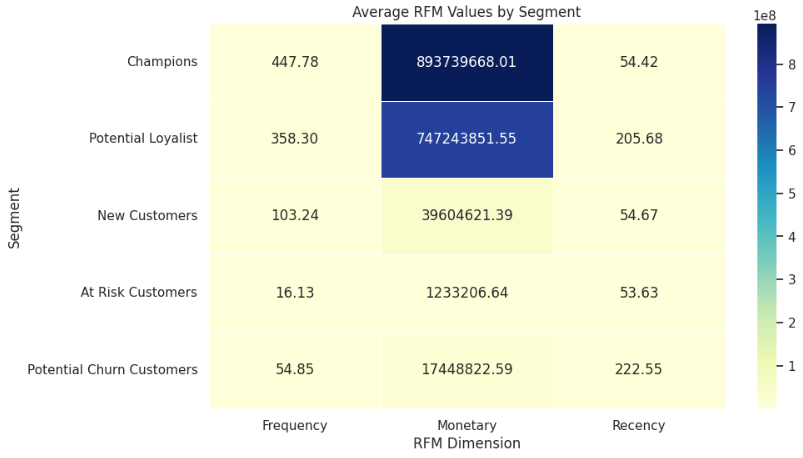 Average RFM Values by Segment
1e8
Champions 447.78 893739668.01 54.42
8
7
Potential Loyalist 358.30 747243851.55 205.68
6
5
Segment
New Customers 103.24 39604621.39 54.67
4
3
At Risk Customers 16.13 1233206.64 53.63
2
Potential Churn Customers 54.85 17448822.59 222.55
1
Frequency Monetary Recency
RFM Dimension